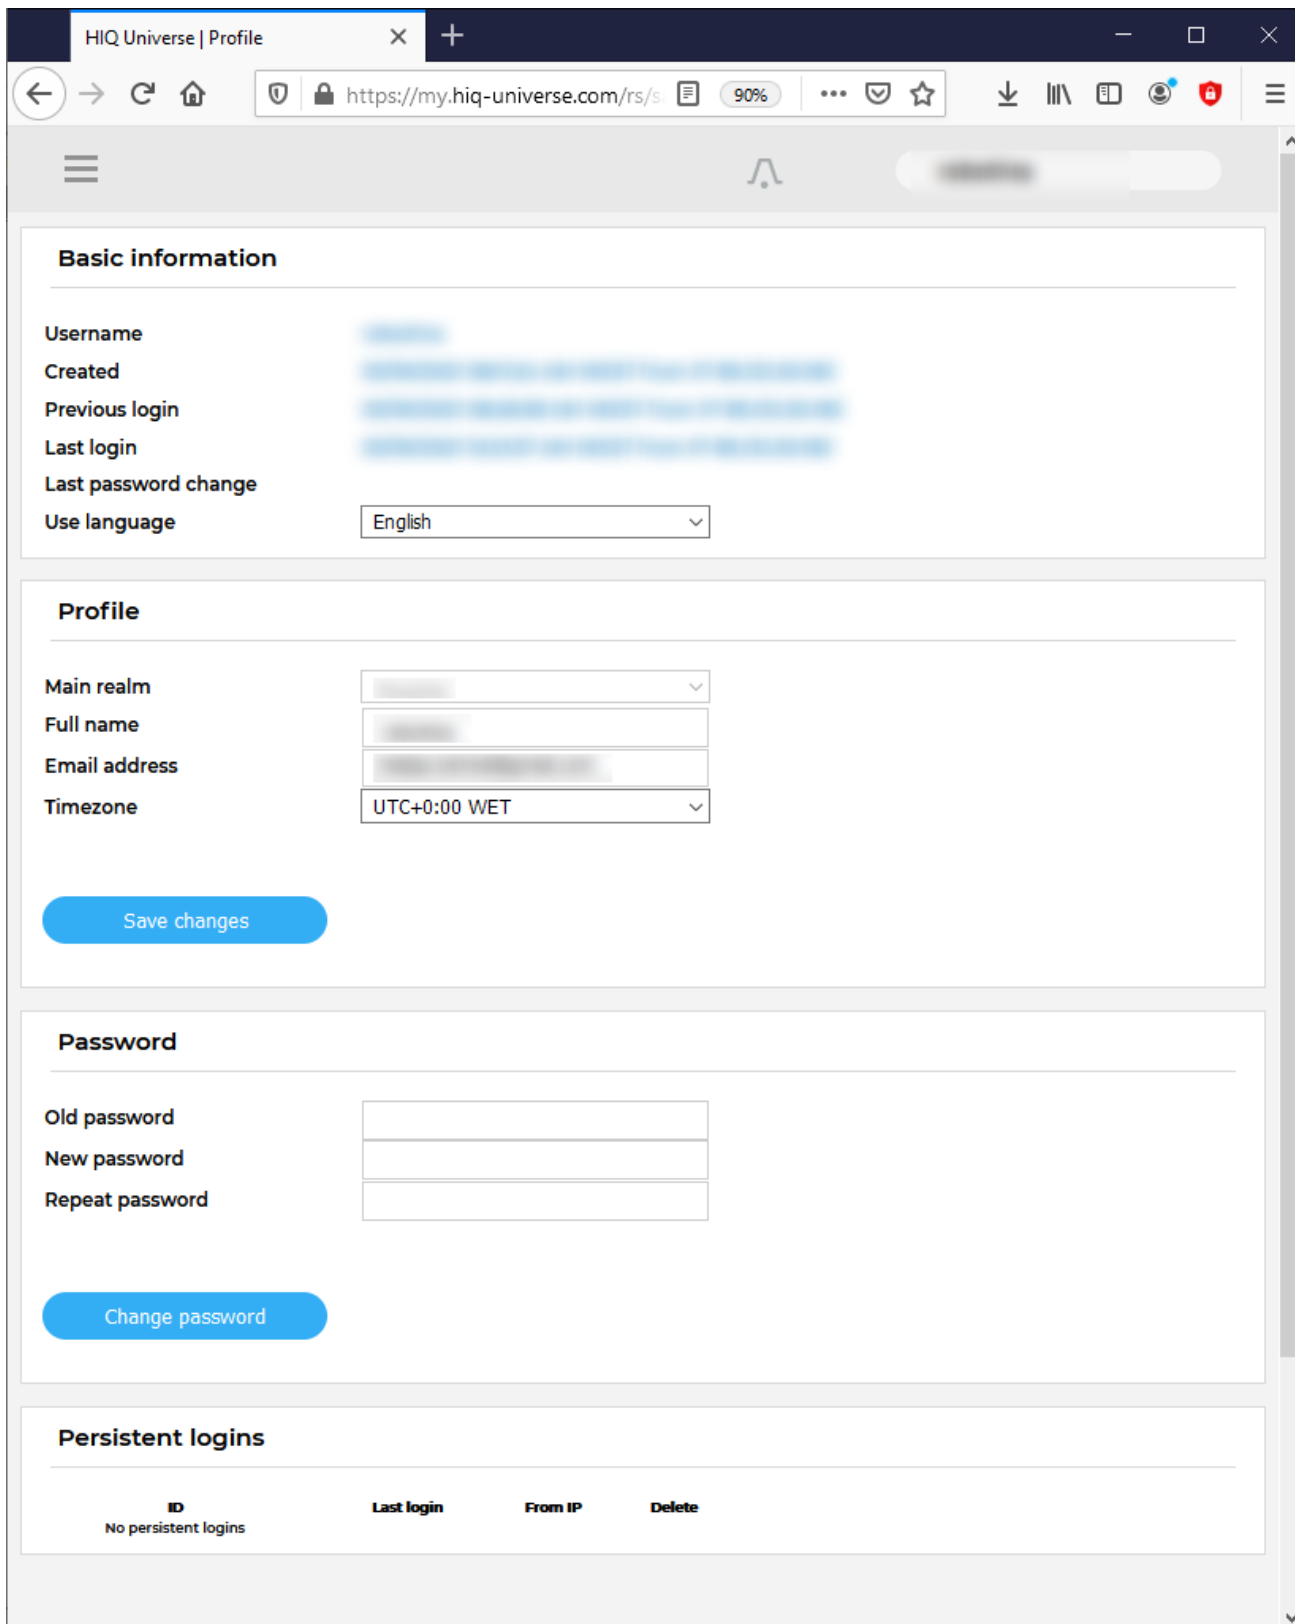 HIQ Universe | Profile
https://my.hiq-universe.com/rs/s
90%
Basic information
Username
Created
Previous login
Last login
Last password change
Use language English
Profile
Main realm
Full name
Email address
Timezone UTC+0:00 WET
Save changes
Password
Old password
New password
Repeat password
Change password
Persistent logins
ID Last login From IP Delete
No persistent logins